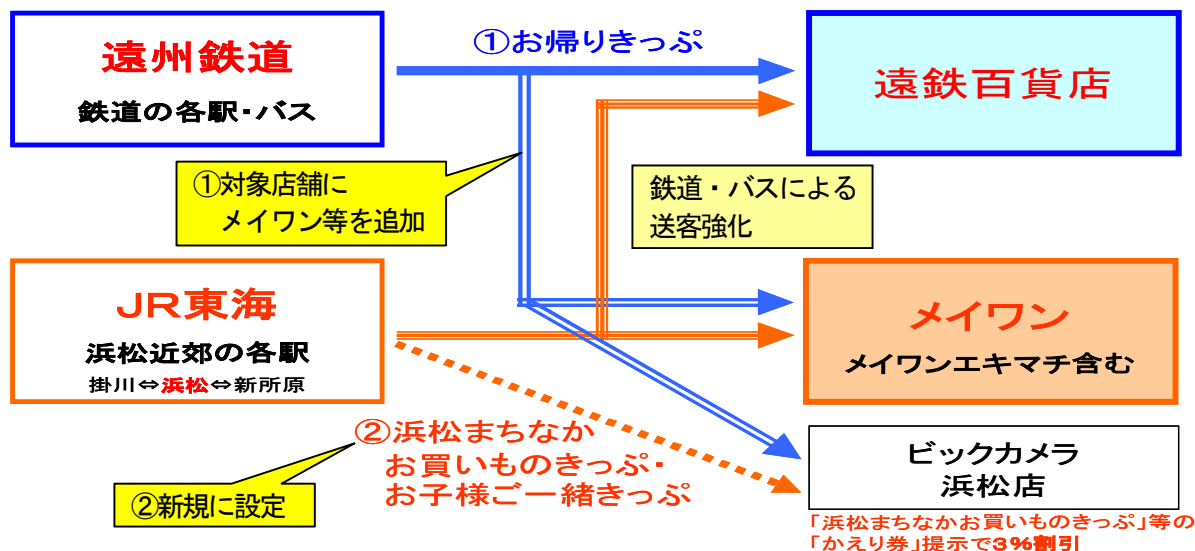 遠州鉄道
鉄道の各駅・バス
①お帰りきっぷ
遠鉄百貨店
①対象店舗に
メイワン等を追加
鉄道・バスによる
送客強化
JR東海
浜松近郊の各駅
掛川⇔浜松⇔新所原
メイワン
メイワンエキマチ含む
②浜松まちなか
お買いものきっぷ・
お子様ご一緒きっぷ
②新規に設定
ビックカメラ
浜松店
「浜松まちなかお買いものきっぷ」等の
「かえり券」提示で3%割引